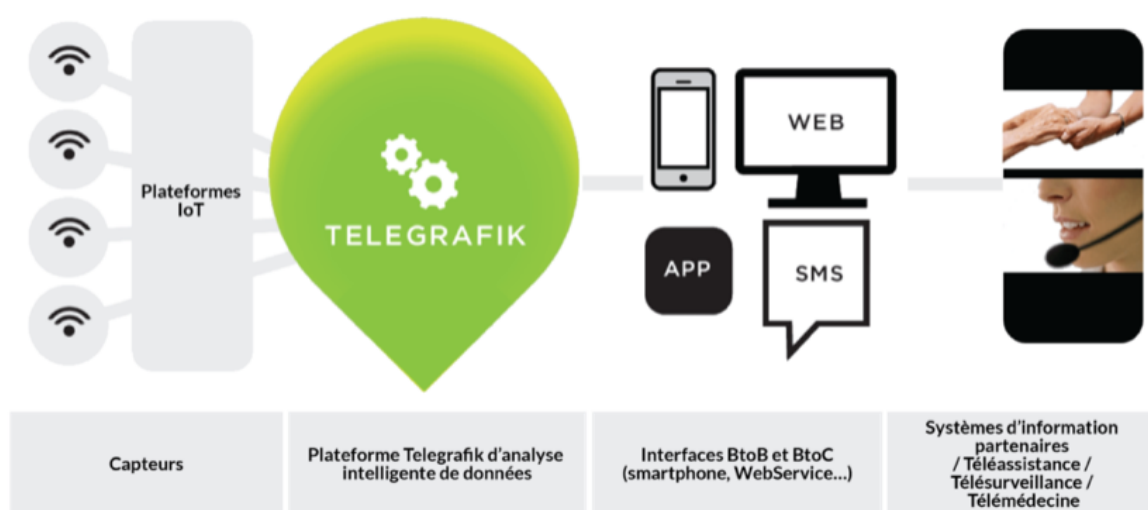 Plateformes
IoT
TELEGRAFIK
WEB
APP
SMS
Capteurs
Plateforme Telegrafik d'analyse
intelligente de données
Interfaces BtoB et BtoC
(smartphone, WebService...)
Systèmes d'information
partenaires
/ Téléassistance /
Télésurveillance /
Télémédecine